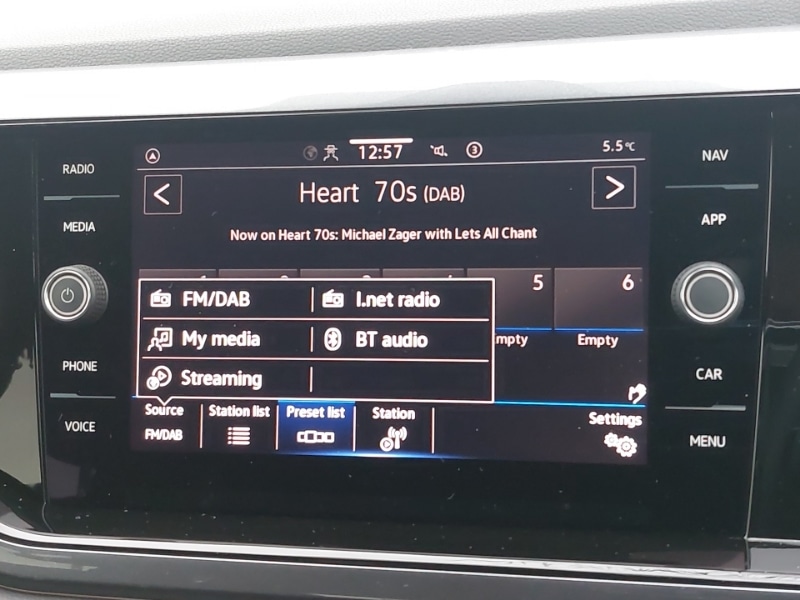 RADIO
MEDIA
PHONE
VOICE
12:57
3
5.5°C
Heart 70s (DAB)
Now on Heart 70s: Michael Zager with Lets All Chant
5
6
mpty
Empty
FM/DAB
I.net radio
My media
BT audio
Streaming
Source
FM/DAB
Station list
Preset list
Station
Settings
NAV
APP
CAR
MENU